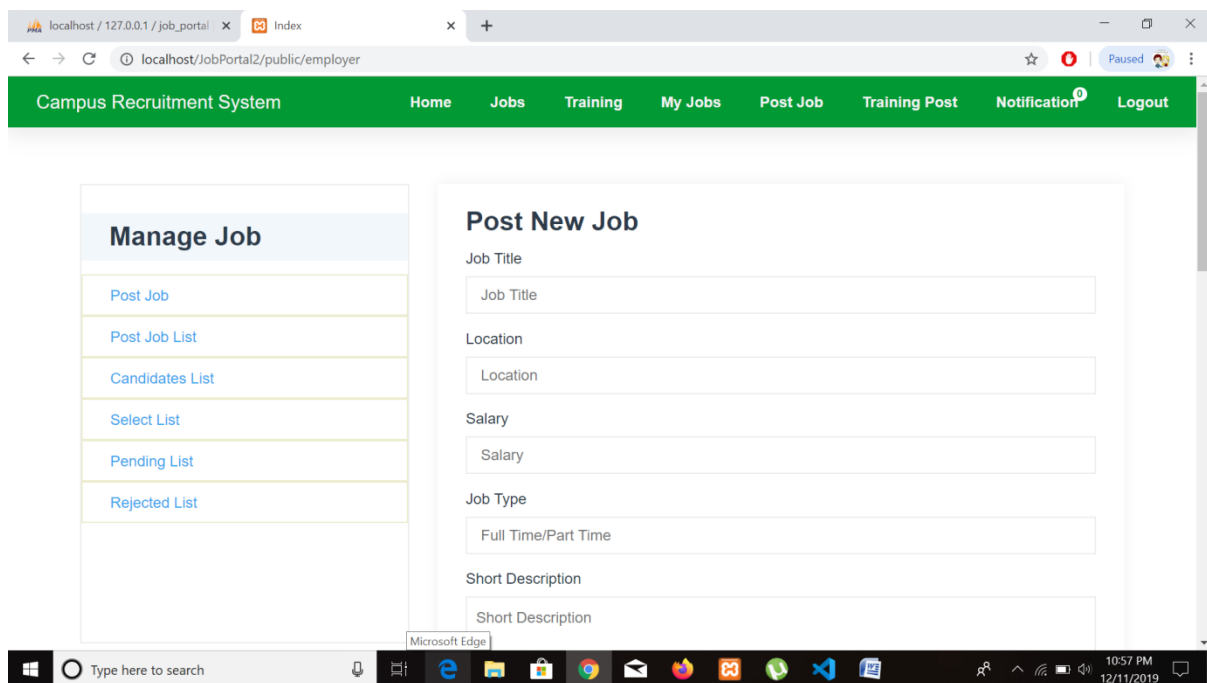 localhost / 127.0.0.1 / job_portal
Index
localhost/JobPortal2/public/employer
Paused
Campus Recruitment System
Home
Jobs
Training
My Jobs
Post Job
Training Post
Notification
0
Logout
Manage Job
Post Job
Post Job List
Candidates List
Select List
Pending List
Rejected List
Post New Job
Job Title
Job Title
Location
Location
Salary
Salary
Job Type
Full Time/Part Time
Short Description
Short Description
Microsoft Edge
Type here to search
10:57 PM
12/11/2019